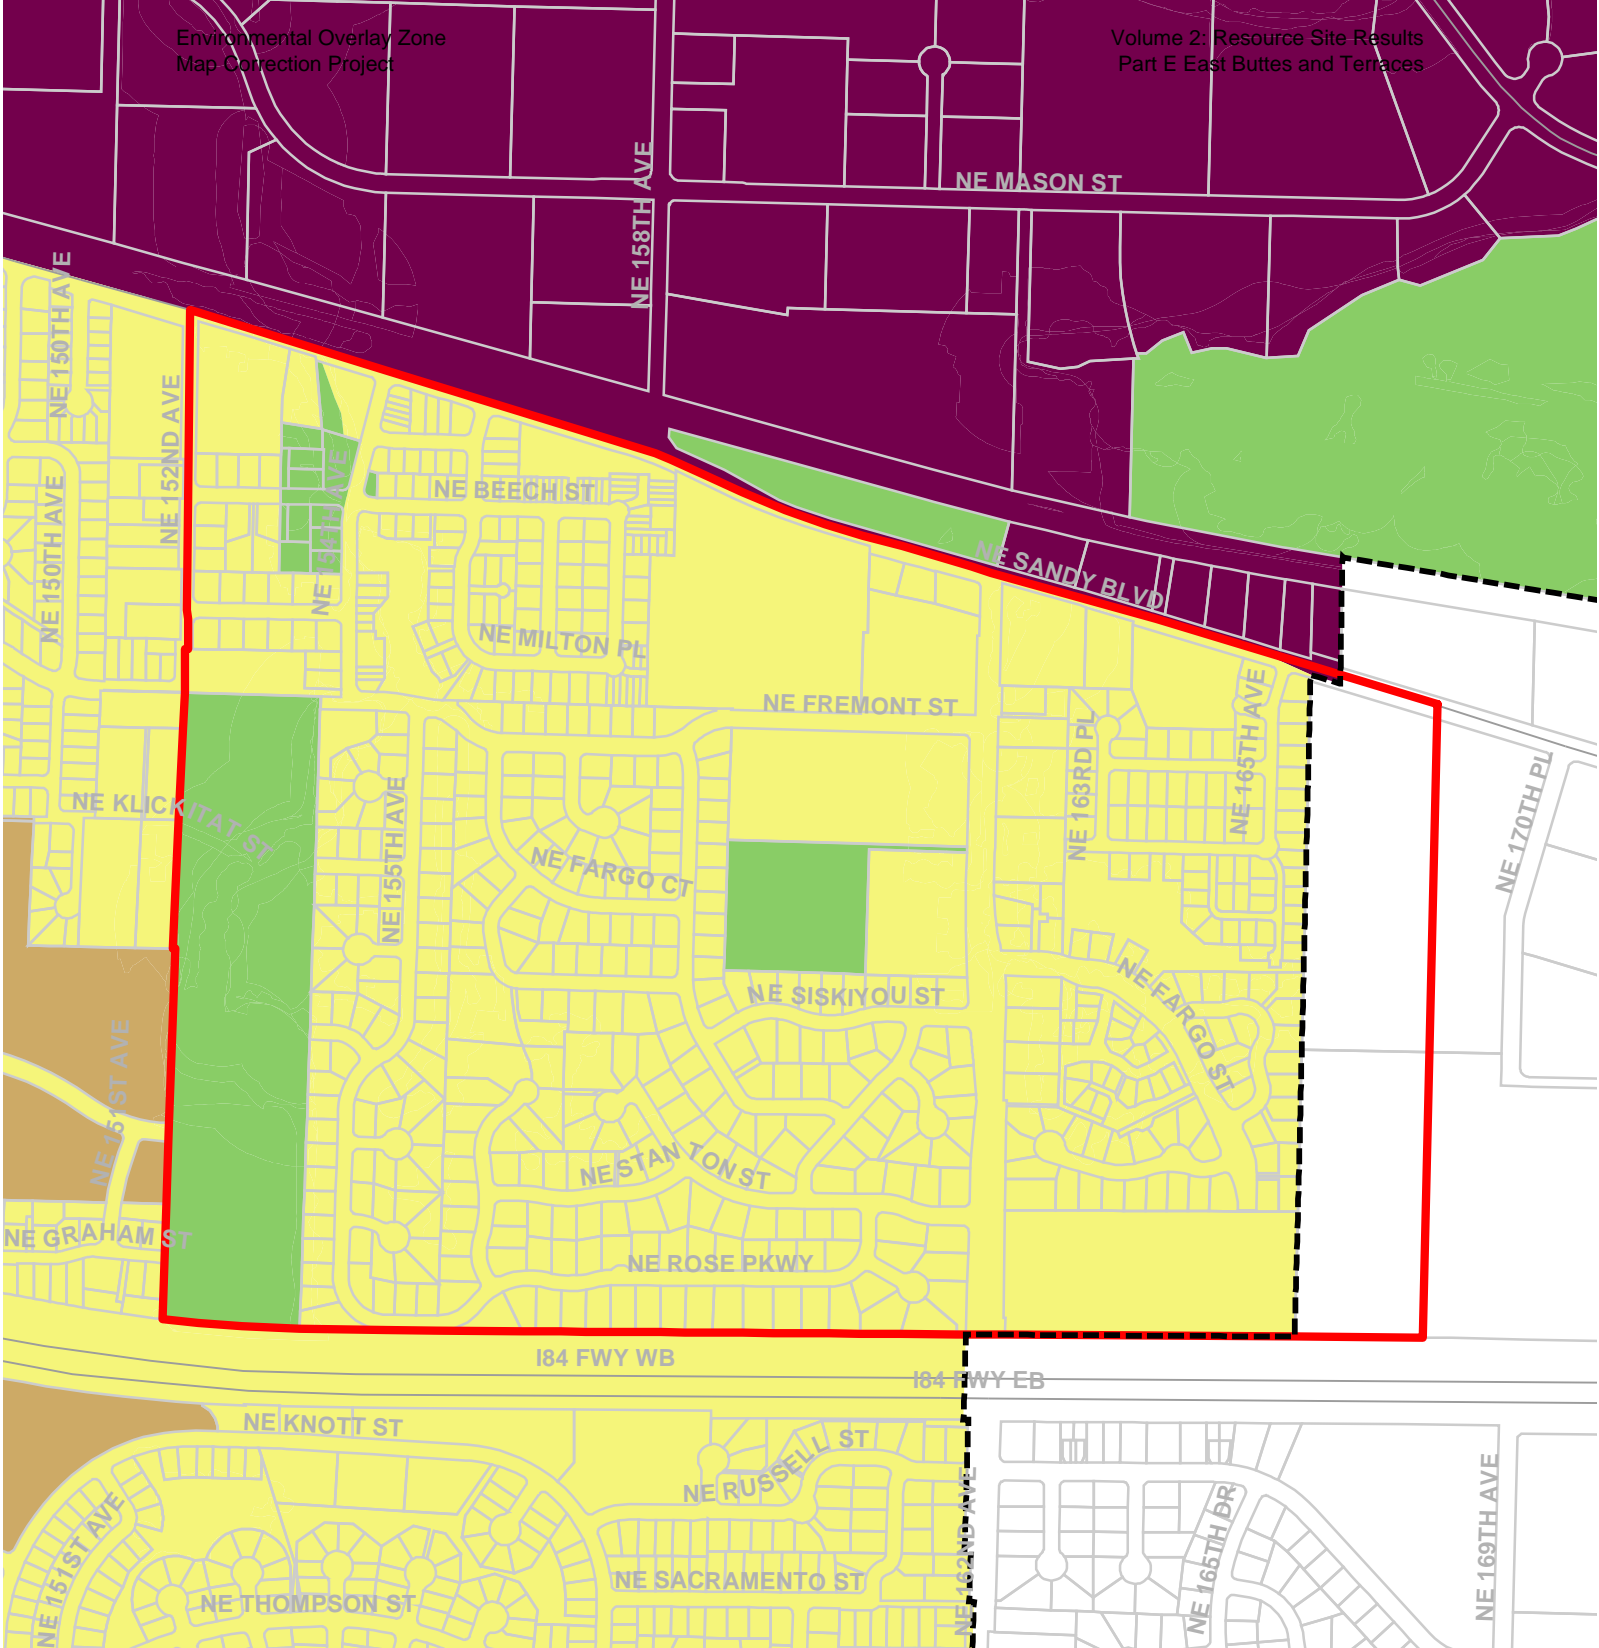 Environmental Overlay Zone
Map Correction Project
Volume 2: Resource Site Results
Part E East Buttes and Terraces
NE MASON ST
NE 158TH AVE
NE 150TH AVE
NE 152ND AVE
NE 150TH AVE
NE 154TH AVE
NE BEECH ST
NE SANDY BLVD
NE MILTON PL
NE FREMONT ST
NE 163RD PL
NE 165TH AVE
NE 170TH PL
NE KLICKITAT ST
NE 155TH AVE
NE FARGO CT
NE SISKIYOU ST
NE FARGO ST
NE 151ST AVE
NE STANTON ST
NE GRAHAM ST
NE ROSE PKWY
I84 FWY WB
I84 FWY EB
NE KNOTT ST
NE RUSSELL ST
NE 162ND AVE
NE 165TH DR
NE 169TH AVE
NE 151ST AVE
NE SACRAMENTO ST
NE THOMPSON ST